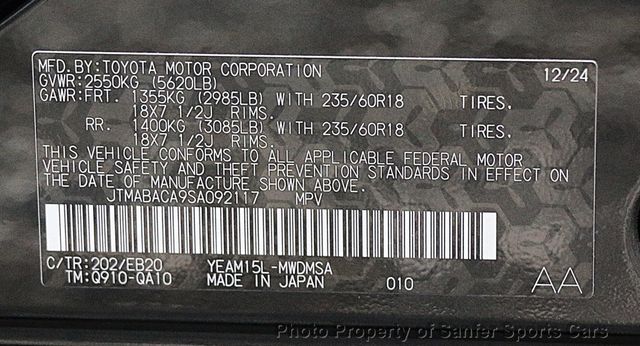 MFD.BY:TOYOTA MOTOR CORPORATION 12/24
GVWR:2550KG (5620LB)
GAWR:FRT. 1355KG (2985LB) WITH 235/60R18 TIRES.
18X7 1/2J RIMS.
RR. 1400KG (3085LB) WITH 235/60R18 TIRES.
18X7 1/2J RIMS.
THIS VEHICLE CONFORMS TO ALL APPLICABLE FEDERAL MOTOR
VEHICLE SAFETY AND THEFT PREVENTION STANDARDS IN EFFECT ON
THE DATE OF MANUFACTURE SHOWN ABOVE.
JTMABACA9SA092117 MPV
C/TR:202/EB20 YEAM15L-MWDMSA
TM:Q910-QA10 MADE IN JAPAN 010 AA
Photo Property of Sanfer Sports Cars